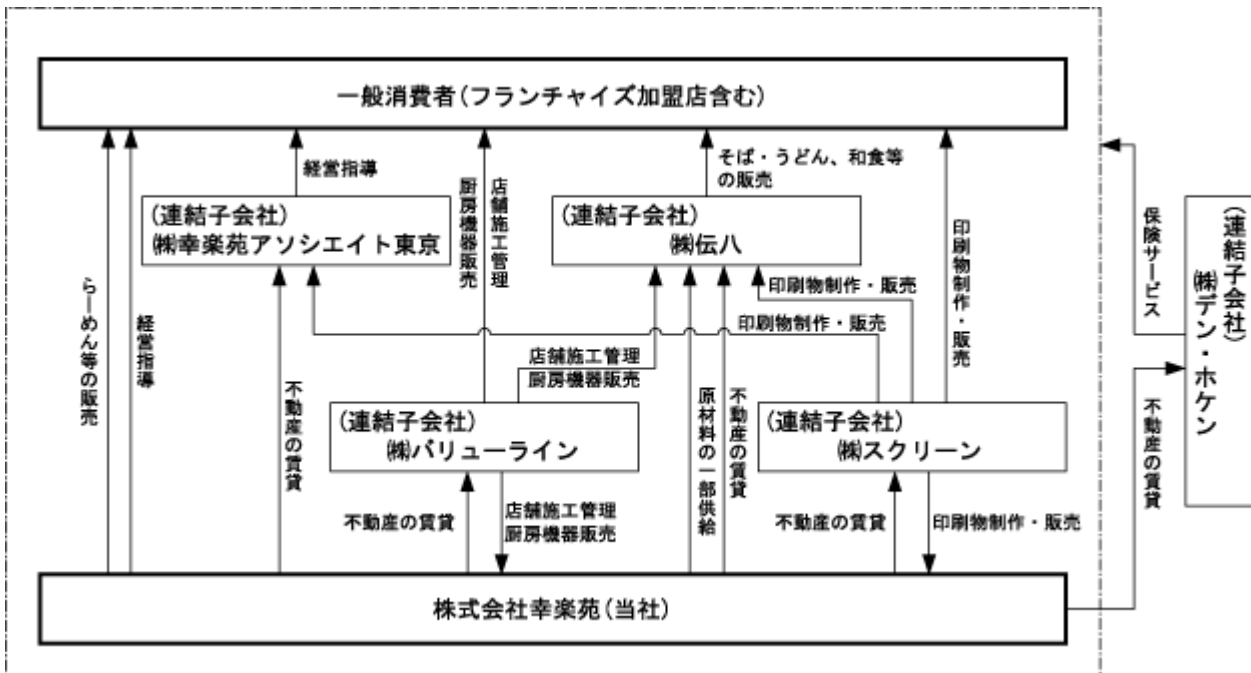 一般消費者(フランチャイズ加盟店含む)
経営指導
(連結子会社)
㈱幸楽苑アソシエイト東京
店舗施工管理
厨房機器販売
そば・うどん、和食等
の販売
(連結子会社)
㈱伝八
印刷物制作・販売
保険サービス
(連結子会社)
㈱デン・ホケン
らーめん等の販売
経営指導
印刷物制作・販売
印刷物制作・販売
店舗施工管理
厨房機器販売
不動産の賃貸
(連結子会社)
㈱バリューライン
原材料の一部供給
不動産の賃貸
(連結子会社)
㈱スクリーン
不動産の賃貸
不動産の賃貸
店舗施工管理
厨房機器販売
不動産の賃貸
印刷物制作・販売
株式会社幸楽苑(当社)